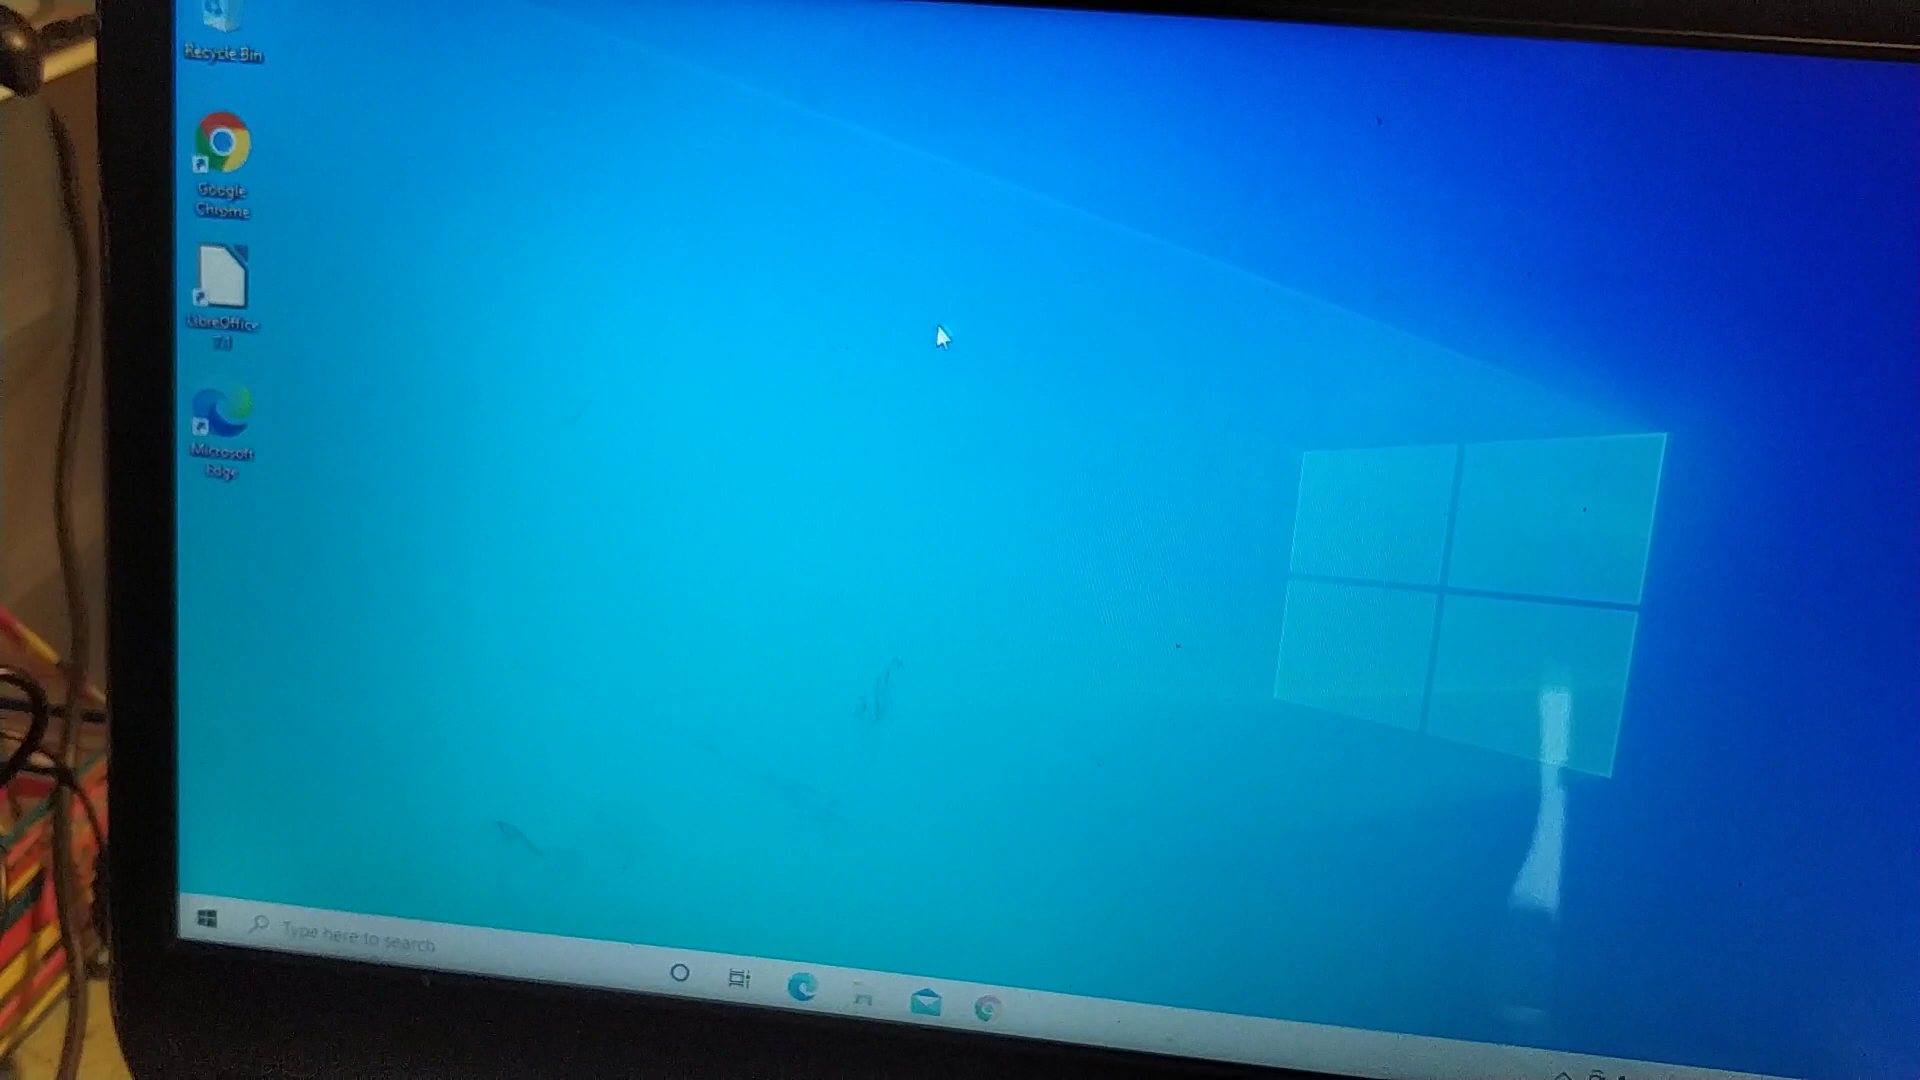 Recycle Bin
Google
Chrome
LibreOffice
7.1
Microsoft
Edge
Type here to search